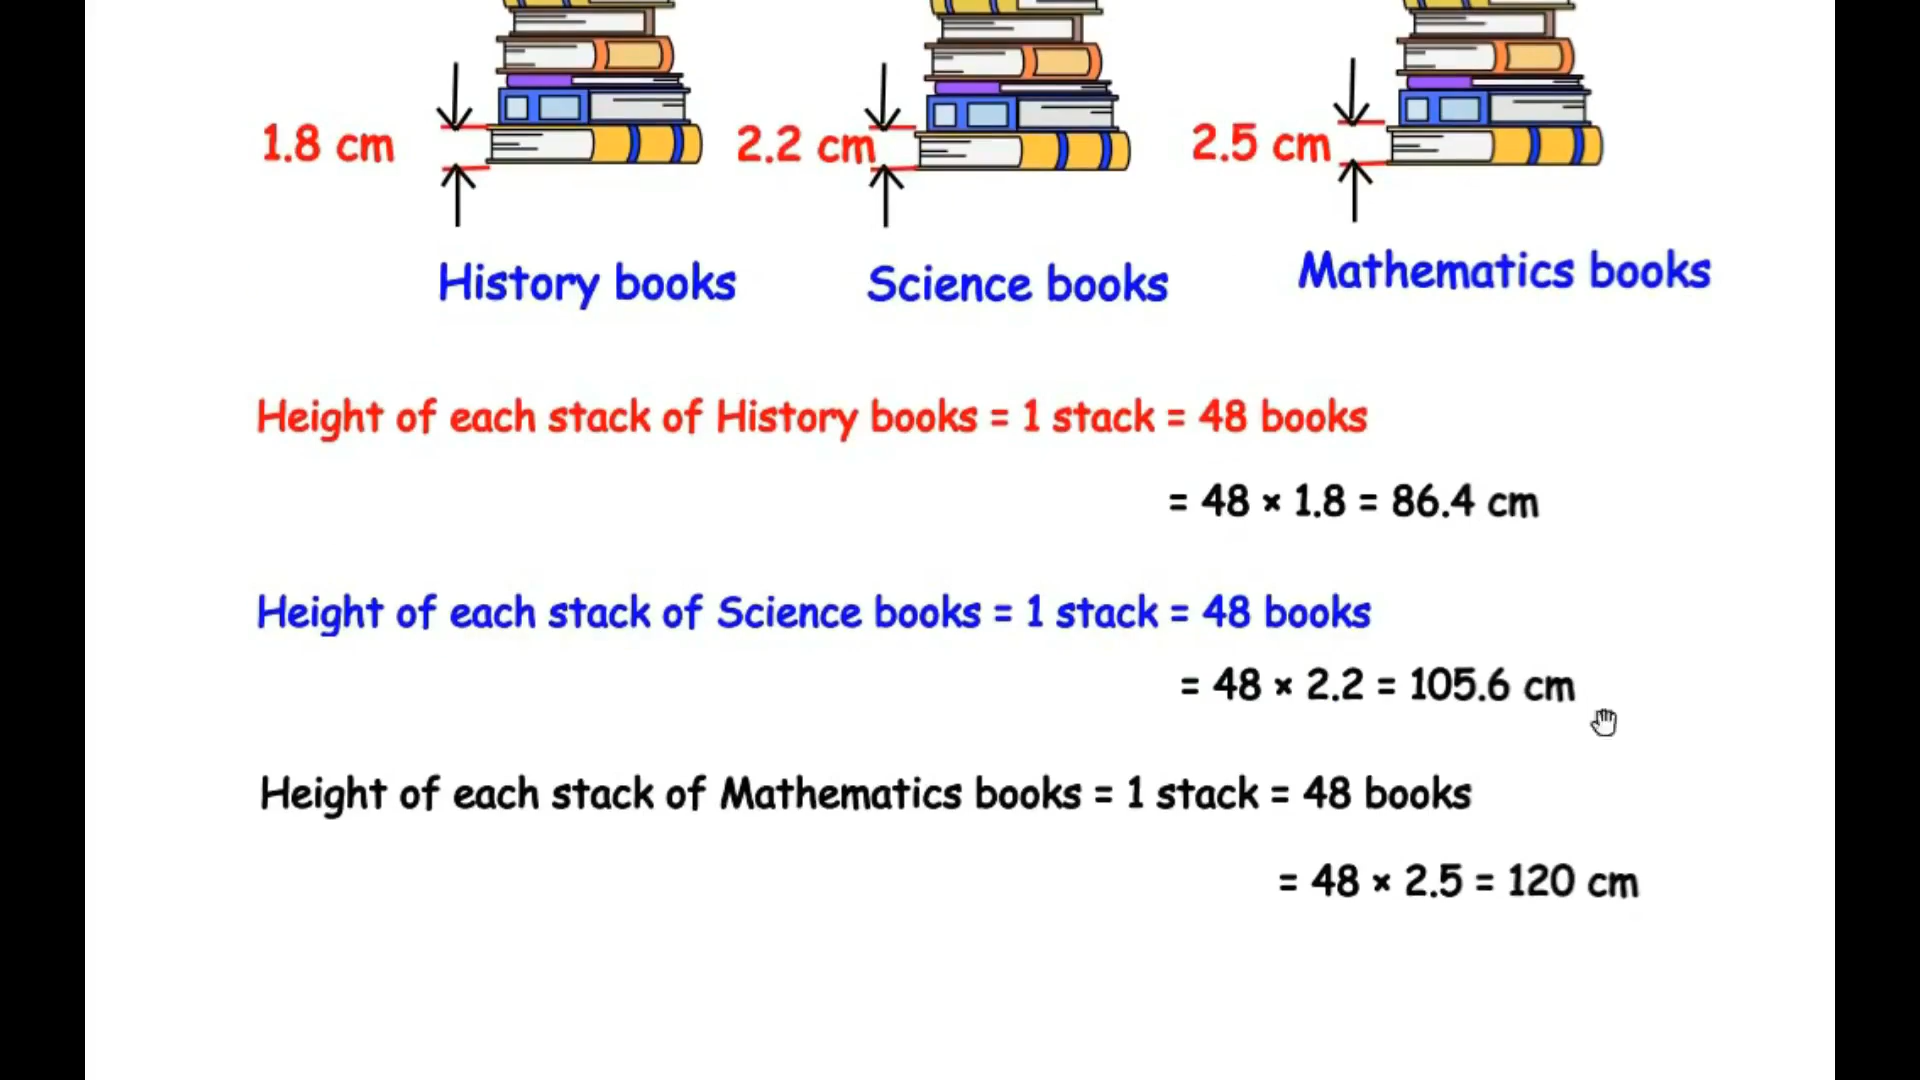 1.8 cm
2.2 cm
2.5 cm
History books
Science books
Mathematics books
Height of each stack of History books = 1 stack = 48 books
= 48 × 1.8 = 86.4 cm
Height of each stack of Science books = 1 stack = 48 books
= 48 × 2.2 = 105.6 cm
Height of each stack of Mathematics books = 1 stack = 48 books
= 48 × 2.5 = 120 cm